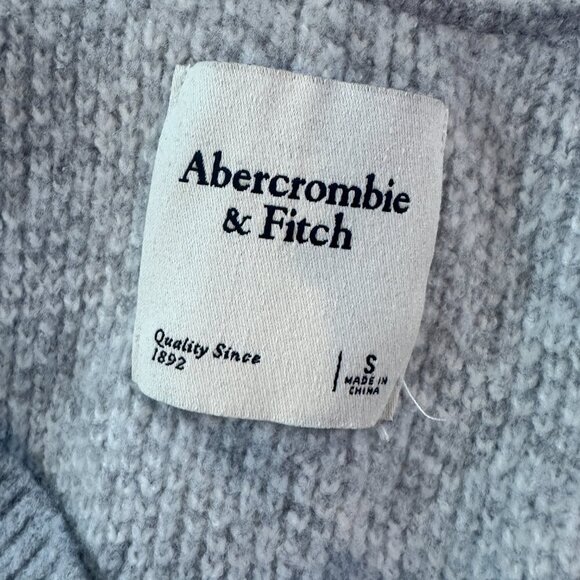 Abercrombie
& Fitch
Quality Since
1892
S
MADE IN
CHINA